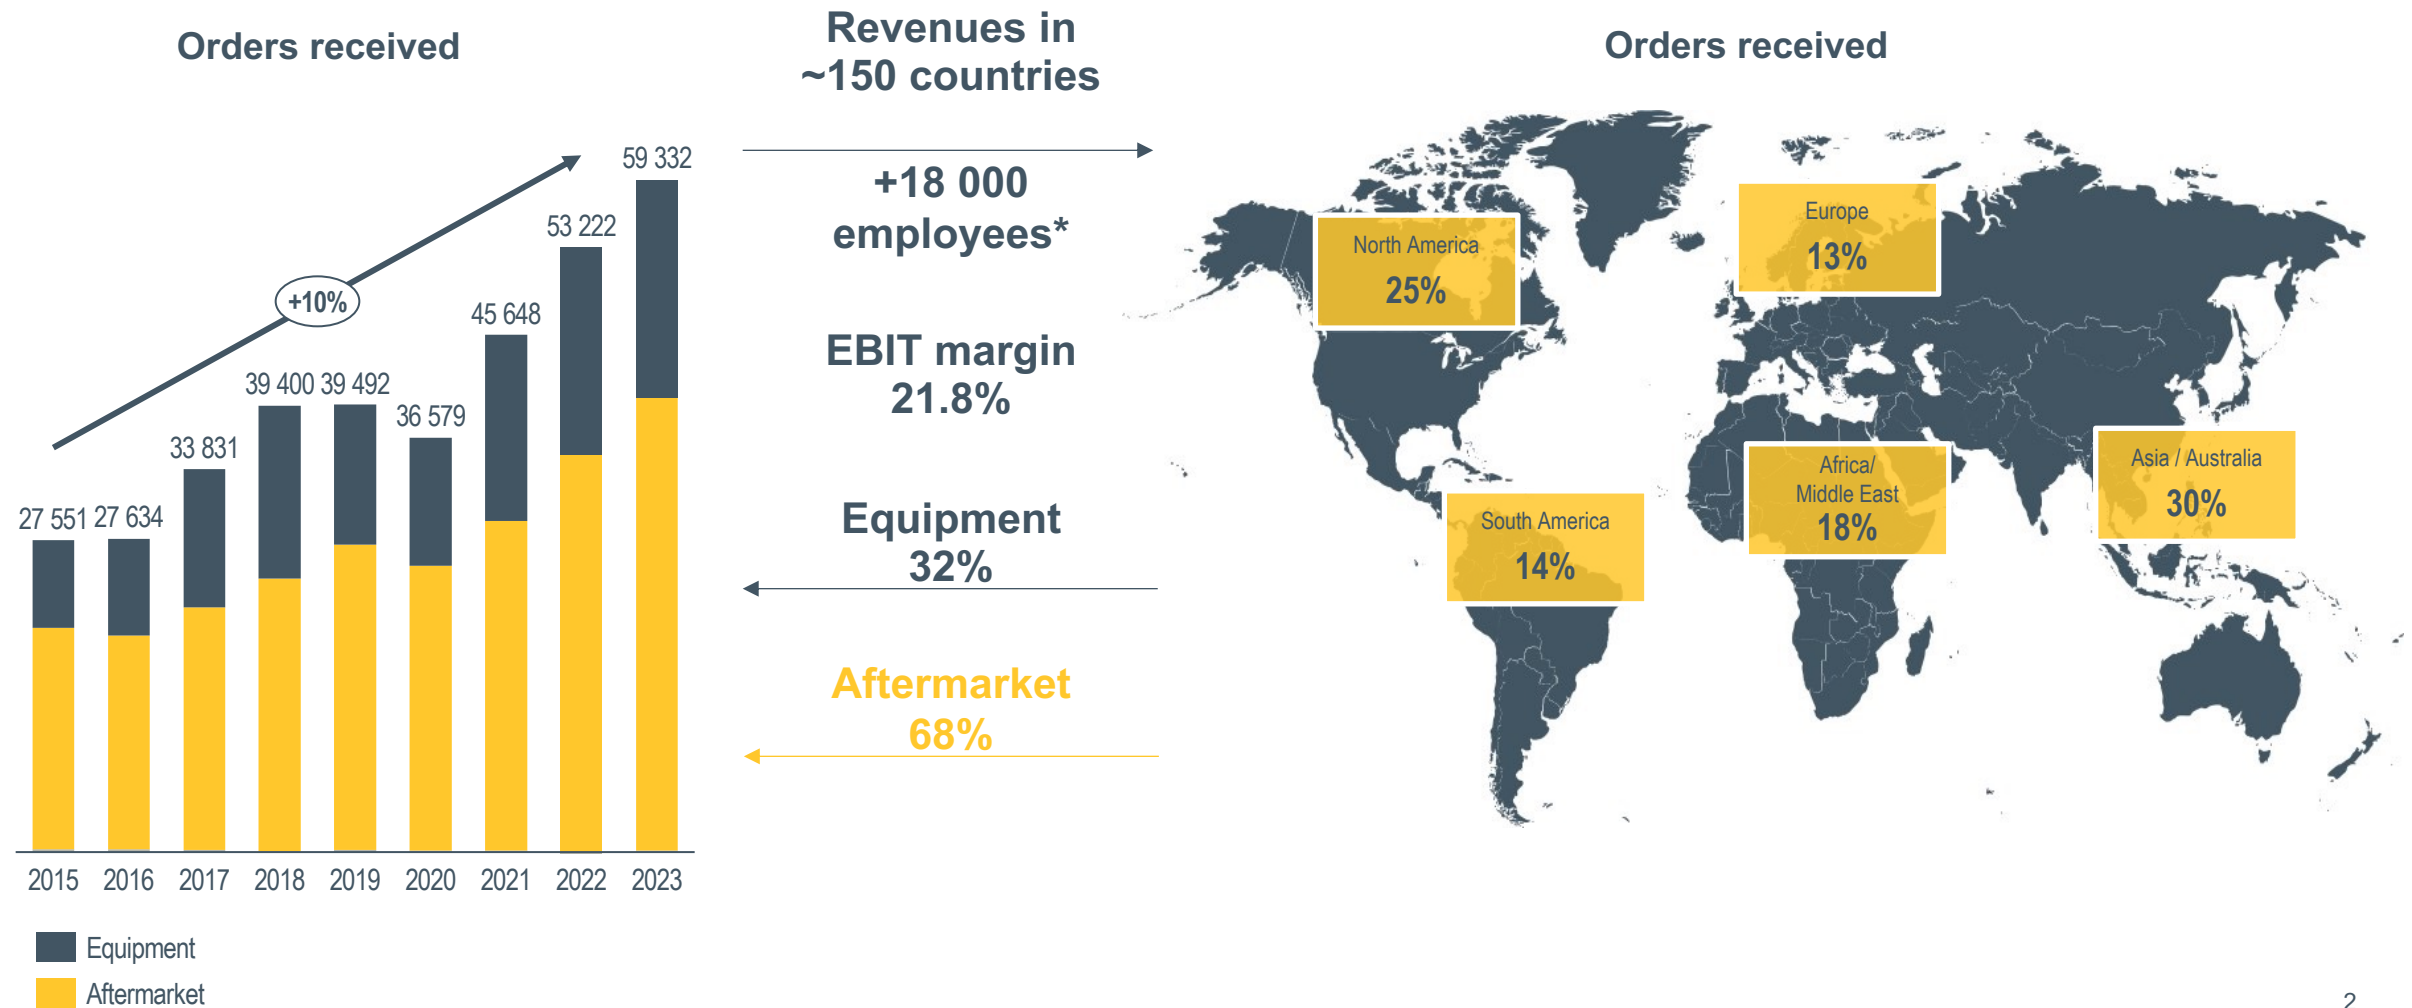 Orders received
59 332
53 222
45 648
39 400 39 492
36 579
33 831
27 551 27 634
+10%
2015 2016 2017 2018 2019 2020 2021 2022 2023
Equipment
Aftermarket
Revenues in
~150 countries
+18 000
employees*
EBIT margin
21.8%
Equipment
32%
Aftermarket
68%
Orders received
North America
25%
Europe
13%
South America
14%
Africa/
Middle East
18%
Asia / Australia
30%
2